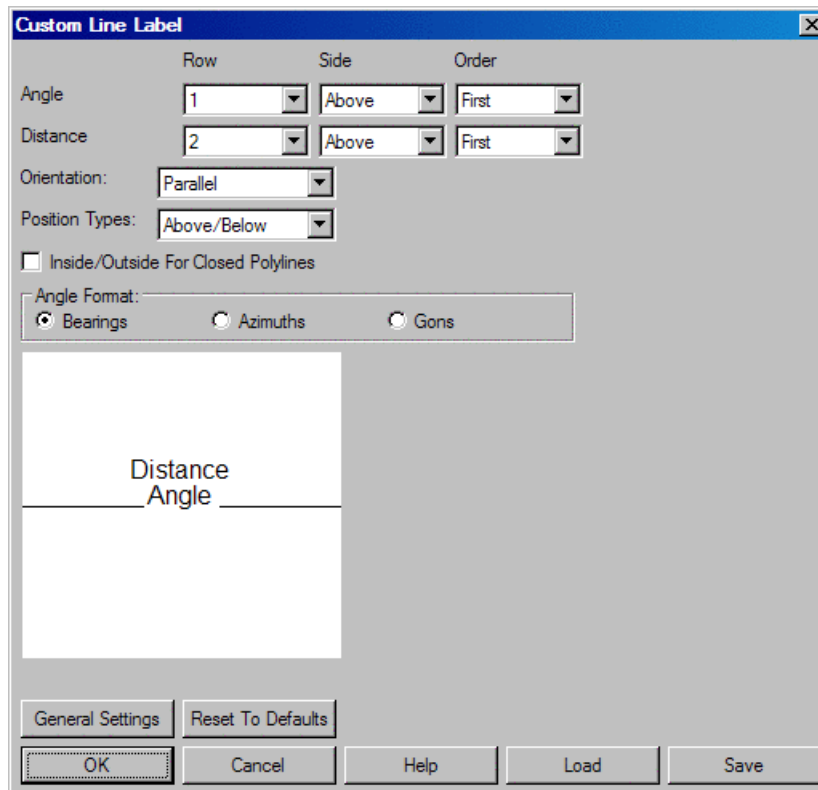 Custom Line Label
Row Side Order
Angle 1 Above First
Distance 2 Above First
Orientation: Parallel
Position Types: Above/Below
Inside/Outside For Closed Polylines
Angle Format:
Bearings Azimuths Gons
Distance
Angle
General Settings Reset To Defaults
OK Cancel Help Load Save